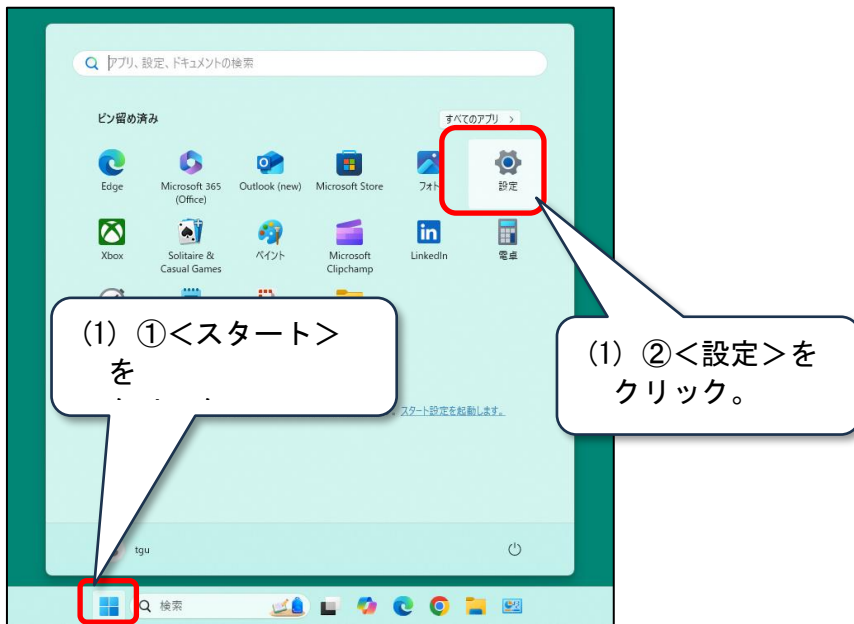 アプリ、設定、ドキュメントの検索
ピン留め済み
すべてのアプリ >
Edge
Microsoft 365
(Office)
Outlook (new)
Microsoft Store
フォト
設定
Xbox
Solitaire &
Casual Games
ペイント
Microsoft
Clipchamp
LinkedIn
電卓
(1) ①<スタート>
を
(1) ②<設定>を
クリック。
スタート設定を起動します。
tgu
検索